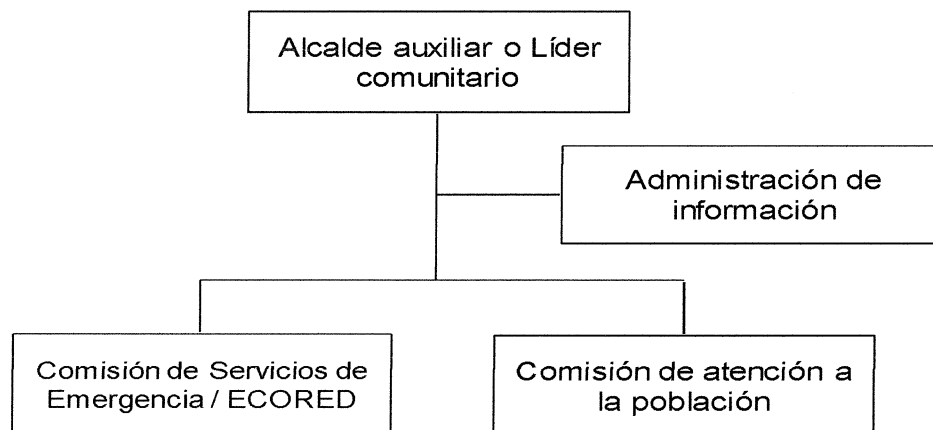 Alcalde auxiliar o Líder
comunitario
Administración de
información
Comisión de Servicios de
Emergencia / ECORED
Comisión de atención a
la población